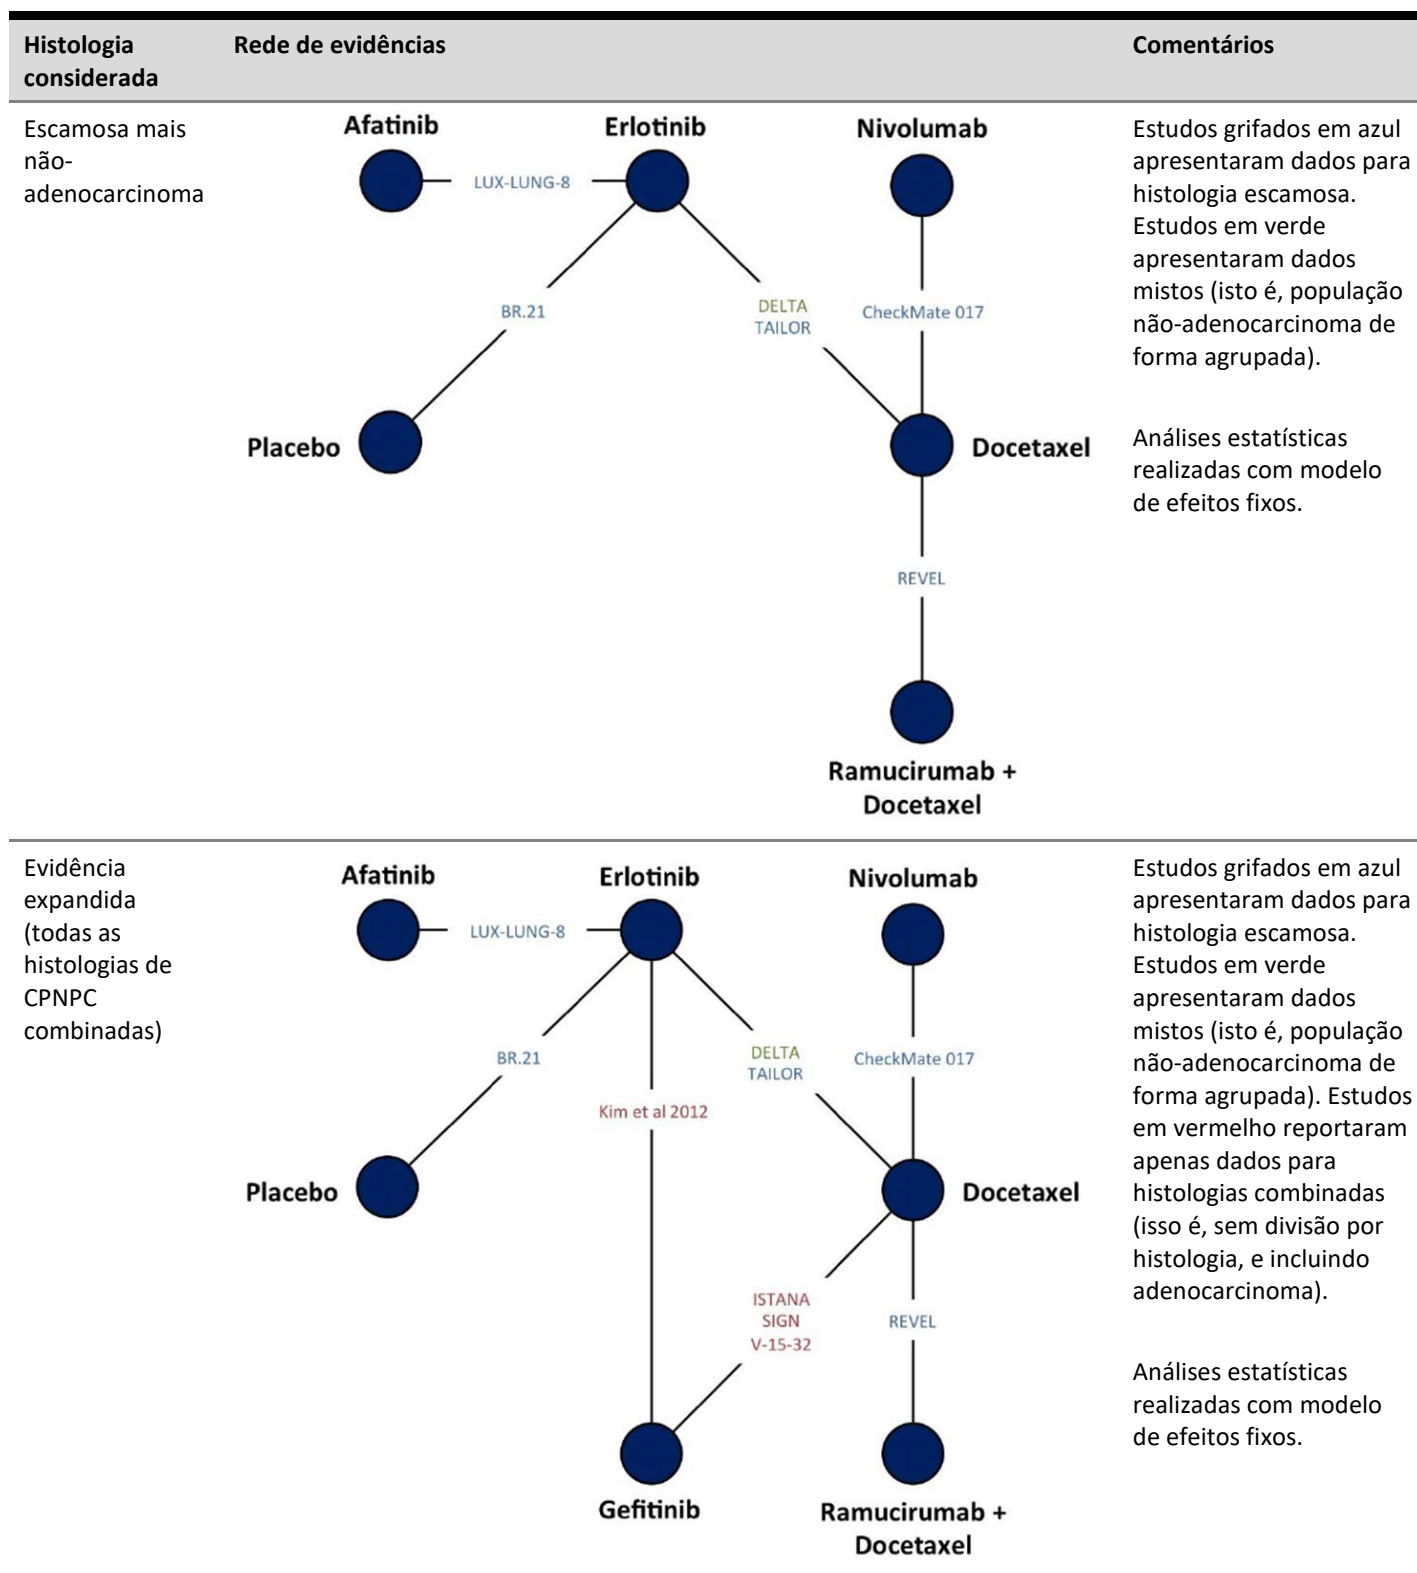 Histologia
considerada
Rede de evidências
Comentários
Escamosa mais
não-
adenocarcinoma
Afatinib
Erlotinib
Nivolumab
LUX-LUNG-8
BR.21
DELTA
TAILOR
CheckMate 017
Placebo
Docetaxel
REVEL
Ramucirumab +
Docetaxel
Estudos grifados em azul
apresentaram dados para
histologia escamosa.
Estudos em verde
apresentaram dados
mistos (isto é, população
não-adenocarcinoma de
forma agrupada).
Análises estatísticas
realizadas com modelo
de efeitos fixos.
Evidência
expandida
(todas as
histologias de
CPNPC
combinadas)
Afatinib
Erlotinib
Nivolumab
LUX-LUNG-8
BR.21
DELTA
TAILOR
CheckMate 017
Kim et al 2012
Placebo
Docetaxel
ISTANA
SIGN
V-15-32
REVEL
Gefitinib
Ramucirumab +
Docetaxel
Estudos grifados em azul
apresentaram dados para
histologia escamosa.
Estudos em verde
apresentaram dados
mistos (isto é, população
não-adenocarcinoma de
forma agrupada). Estudos
em vermelho reportaram
apenas dados para
histologias combinadas
(isso é, sem divisão por
histologia, e incluindo
adenocarcinoma).
Análises estatísticas
realizadas com modelo
de efeitos fixos.